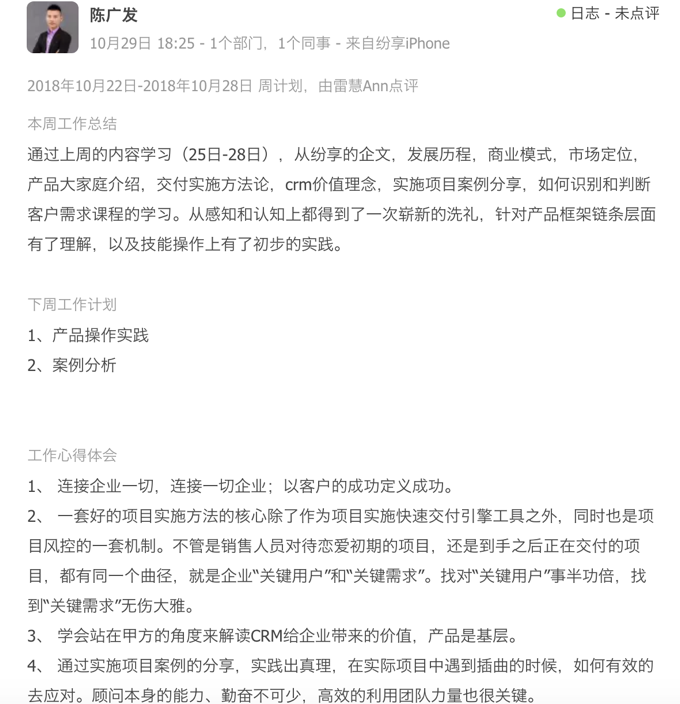 陈广发
日志 - 未点评
10月29日 18:25 - 1个部门，1个同事 - 来自纷享iPhone
2018年10月22日-2018年10月28日 周计划，由雷慧Ann点评
本周工作总结
通过上周的内容学习（25日-28日），从纷享的企文，发展历程，商业模式，市场定位，
产品大家庭介绍，交付实施方法论，crm价值理念，实施项目案例分享，如何识别和判断
客户需求课程的学习。从感知和认知上都得到了一次崭新的洗礼，针对产品框架链条层面
有了理解，以及技能操作上有了初步的实践。
下周工作计划
1、产品操作实践
2、案例分析
工作心得体会
1、 连接企业一切，连接一切企业；以客户的成功定义成功。
2、 一套好的项目实施方法的核心除了作为项目实施快速交付引擎工具之外，同时也是项
目风控的一套机制。不管是销售人员对待恋爱初期的项目，还是到手之后正在交付的项
目，都有同一个曲径，就是企业“关键用户”和“关键需求”。找对“关键用户”事半功倍，找
到“关键需求”无伤大雅。
3、 学会站在甲方的角度来解读CRM给企业带来的价值，产品是基层。
4、 通过实施项目案例的分享，实践出真理，在实际项目中遇到插曲的时候，如何有效的
去应对。顾问本身的能力、勤奋不可少，高效的利用团队力量也很关键。